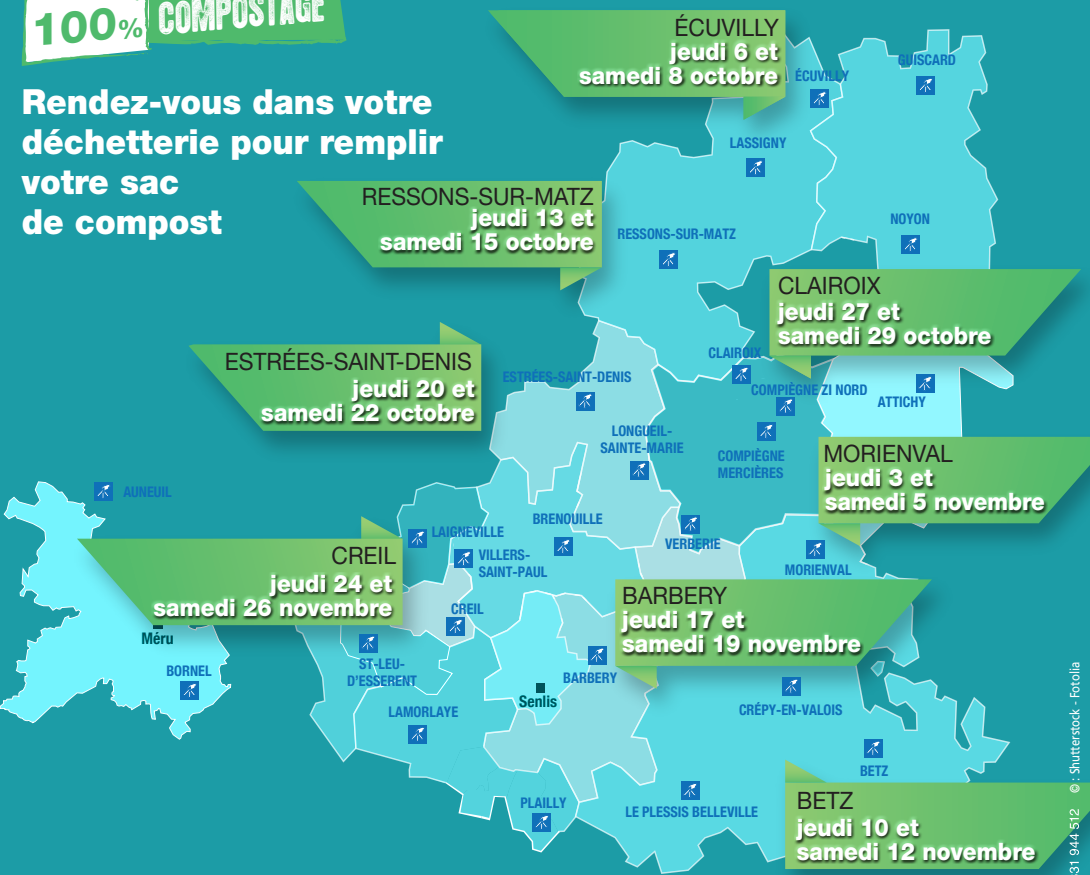 100% COMPOSTAGE
Rendez-vous dans votre
déchetterie pour remplir
votre sac
de compost
ÉCUVILLY
jeudi 6 et
samedi 8 octobre
ÉCUVILLY
GUISCARD
LASSIGNY
RESSONS-SUR-MATZ
jeudi 13 et
samedi 15 octobre
RESSONS-SUR-MATZ
NOYON
CLAIROIX
jeudi 27 et
samedi 29 octobre
ESTRÉES-SAINT-DENIS
jeudi 20 et
samedi 22 octobre
CLAIROIX
ESTRÉES-SAINT-DENIS
COMPIÈGNE ZI NORD
ATTICHY
LONGUEIL-
SAINTE-MARIE
COMPIÈGNE
MERCIÈRES
MORIENVAL
jeudi 3 et
samedi 5 novembre
AUNEUIL
LAIGNEVILLE
BRENOUILLE
VERBERIE
VILLERS-
SAINT-PAUL
MORIENVAL
CREIL
jeudi 24 et
samedi 26 novembre
CREIL
BARBERY
jeudi 17 et
samedi 19 novembre
Méru
BORNEL
ST-LEU-
D'ESSERENT
BARBERY
Senlis
LAMORLAYE
CRÉPY-EN-VALOIS
BETZ
PLAILLY
LE PLESSIS BELLEVILLE
BETZ
jeudi 10 et
samedi 12 novembre
31 944 512 © : Shutterstock - Fotolia